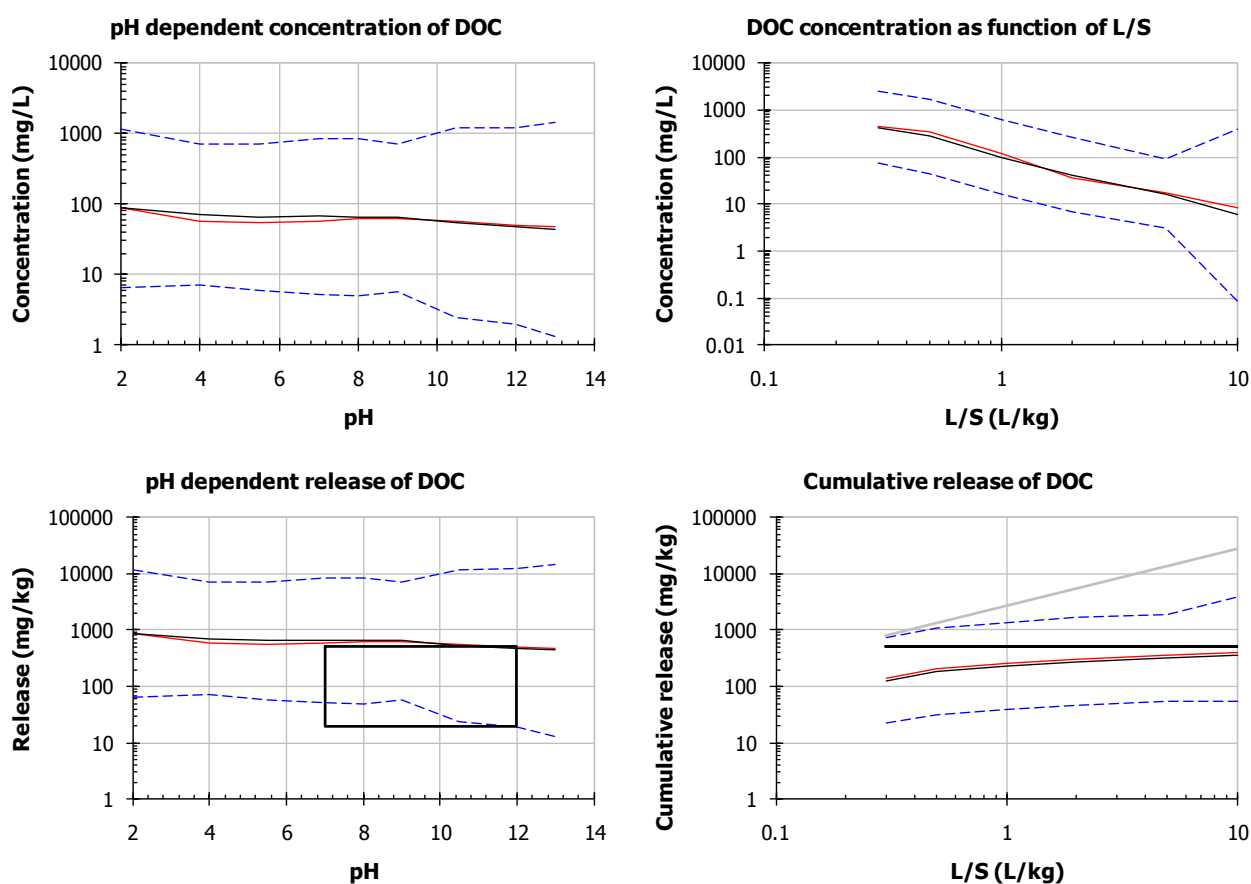 pH dependent concentration of DOC
Concentration (mg/L)
10000
1000
100
10
1
2 4 6 8 10 12 14
pH
DOC concentration as function of L/S
Concentration (mg/L)
10000
1000
100
10
1
0.1
0.01
0.1 1 10
L/S (L/kg)
pH dependent release of DOC
Release (mg/kg)
100000
10000
1000
100
10
1
2 4 6 8 10 12 14
pH
Cumulative release of DOC
Cumulative release (mg/kg)
100000
10000
1000
100
10
1
0.1 1 10
L/S (L/kg)